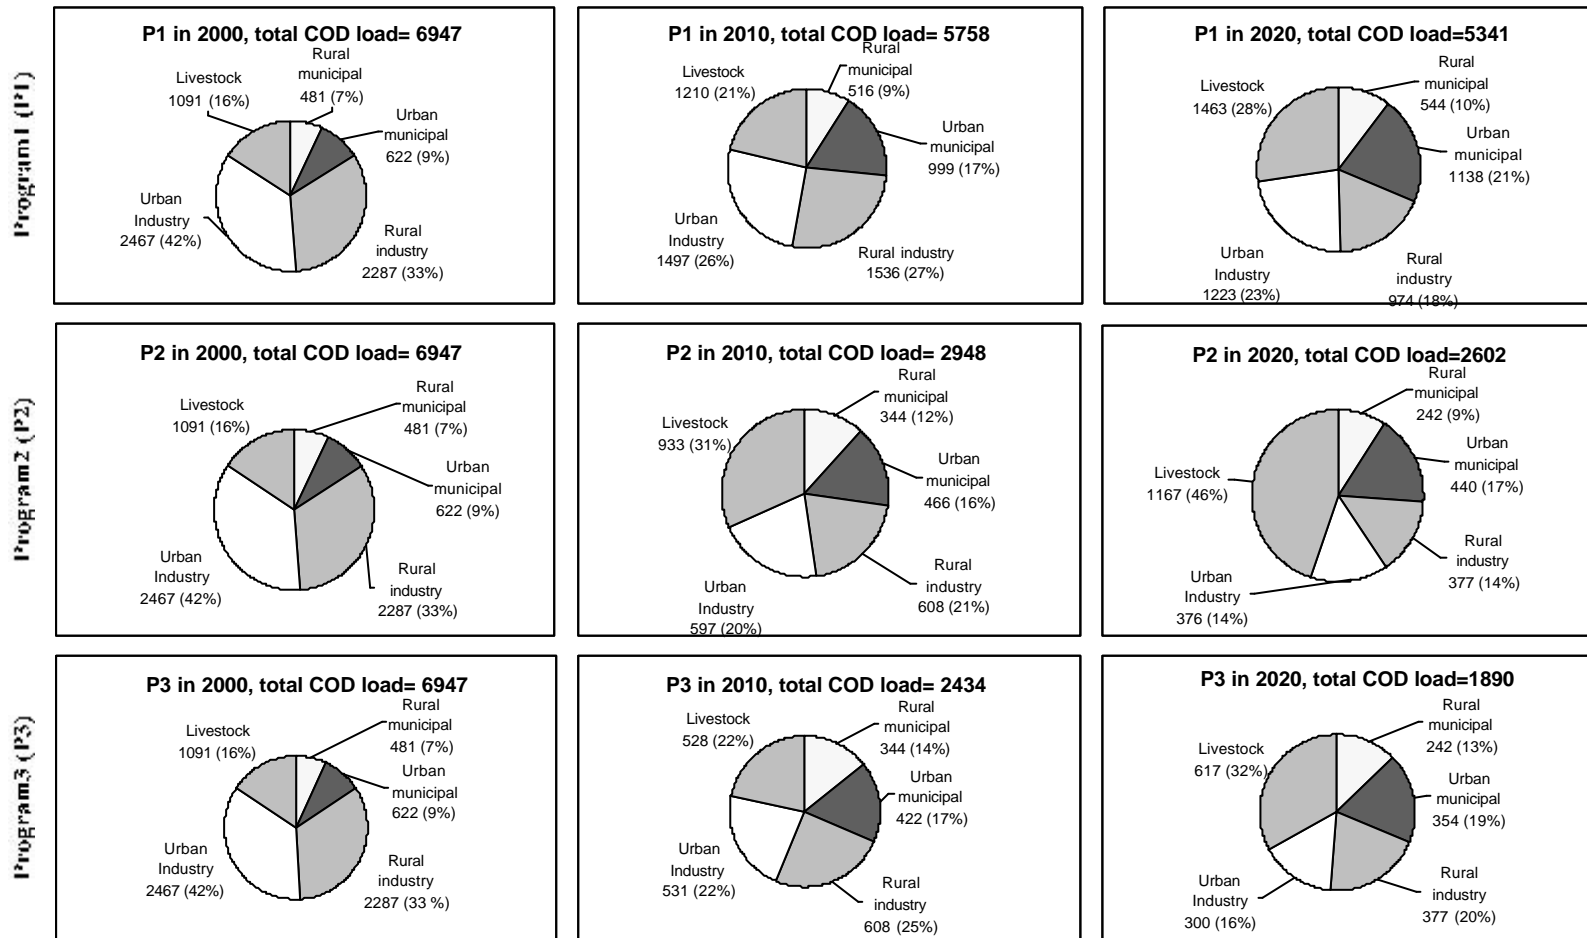 Program1 (P1)
P1 in 2000, total COD load= 6947
Rural
municipal
481 (7%)
Urban
municipal
622 (9%)
Rural
industry
2287 (33%)
Urban
Industry
2467 (42%)
Livestock
1091 (16%)
P1 in 2010, total COD load= 5758
Rural
municipal
516 (9%)
Urban
municipal
999 (17%)
Rural industry
1536 (27%)
Urban
Industry
1497 (26%)
Livestock
1210 (21%)
P1 in 2020, total COD load=5341
Rural
municipal
544 (10%)
Urban
municipal
1138 (21%)
Rural
industry
974 (18%)
Urban
Industry
1223 (23%)
Livestock
1463 (28%)
Program2 (P2)
P2 in 2000, total COD load= 6947
Rural
municipal
481 (7%)
Urban
municipal
622 (9%)
Rural
industry
2287 (33%)
Urban
Industry
2467 (42%)
Livestock
1091 (16%)
P2 in 2010, total COD load= 2948
Rural
municipal
344 (12%)
Urban
municipal
466 (16%)
Rural
industry
608 (21%)
Urban
Industry
597 (20%)
Livestock
933 (31%)
P2 in 2020, total COD load=2602
Rural
municipal
242 (9%)
Urban
municipal
440 (17%)
Rural
industry
377 (14%)
Urban
Industry
376 (14%)
Livestock
1167 (46%)
Program3 (P3)
P3 in 2000, total COD load= 6947
Rural
municipal
481 (7%)
Urban
municipal
622 (9%)
Rural
industry
2287 (33 %)
Urban
Industry
2467 (42%)
Livestock
1091 (16%)
P3 in 2010, total COD load= 2434
Rural
municipal
344 (14%)
Urban
municipal
422 (17%)
Rural
industry
608 (25%)
Urban
Industry
531 (22%)
Livestock
528 (22%)
P3 in 2020, total COD load=1890
Rural
municipal
242 (13%)
Urban
municipal
354 (19%)
Rural
industry
377 (20%)
Urban
Industry
300 (16%)
Livestock
617 (32%)